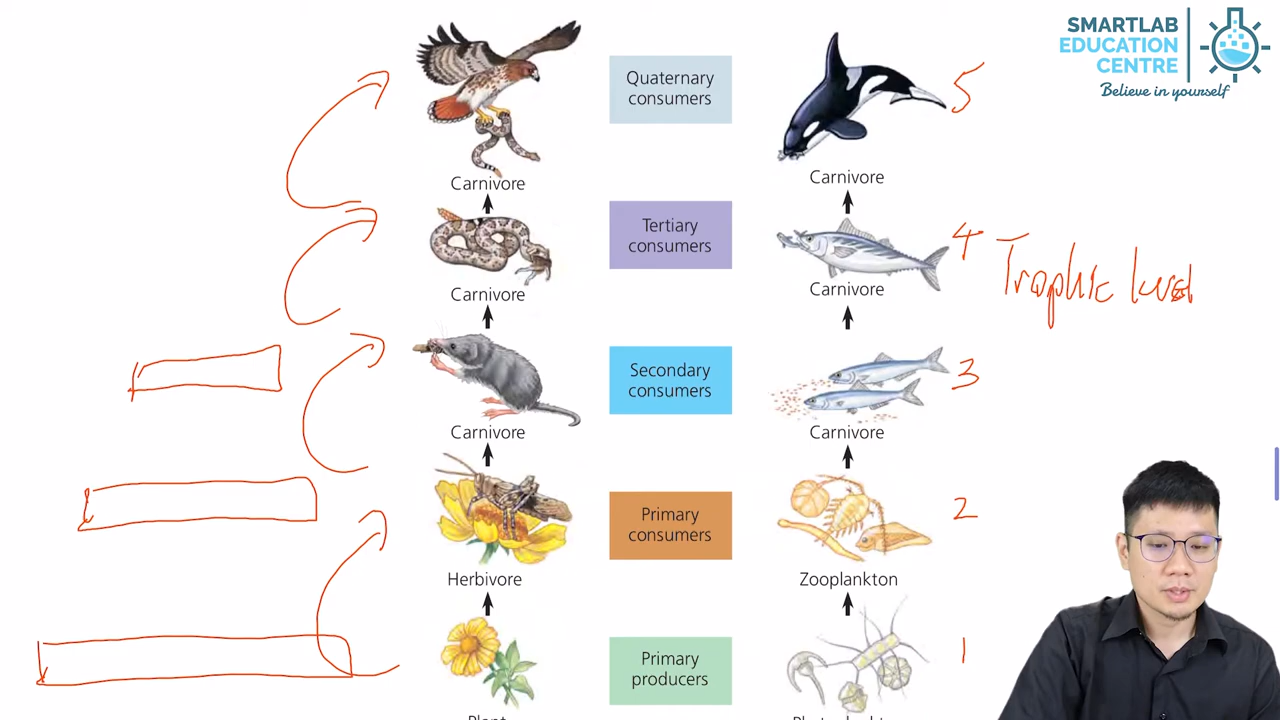 SMARTLAB
EDUCATION
CENTRE
Believe in yourself
Quaternary
consumers
5
Carnivore
Carnivore
Tertiary
consumers
4
Trophic level
Carnivore
Carnivore
Secondary
consumers
3
Carnivore
Carnivore
Primary
consumers
2
Herbivore
Zooplankton
Primary
producers
1